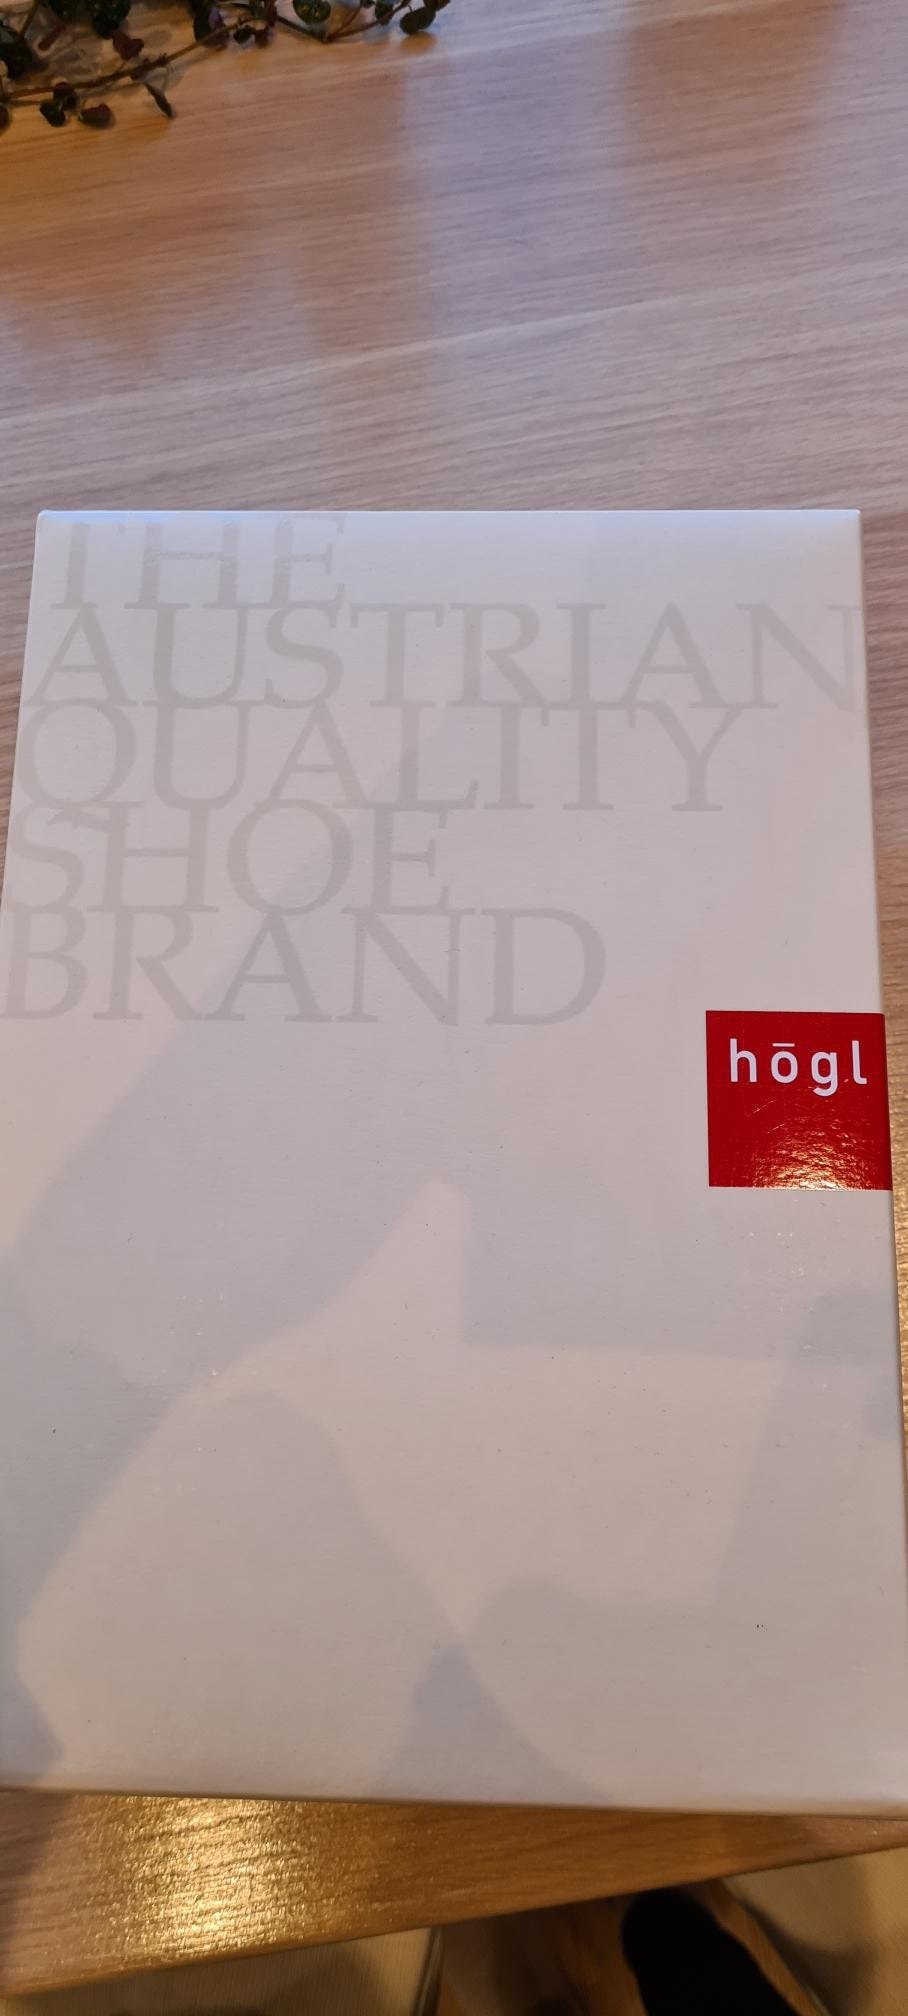 THE
AUSTRIAN
QUALITY
SHOE
BRAND
hōgl